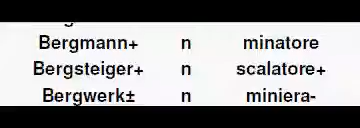 Bergmann+ n minatore
Bergsteiger+ n scalatore+
Bergwerk± n miniera-